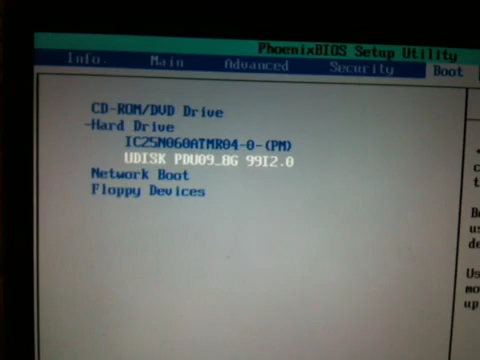 PhoenixBIOS Setup Utility
Info. Main Advanced Security Boot
CD-ROM/DVD Drive
-Hard Drive
IC25N060ATMR04-0-(PM)
UDISK PDU09_8G 99I2.0
Network Boot
Floppy Devices